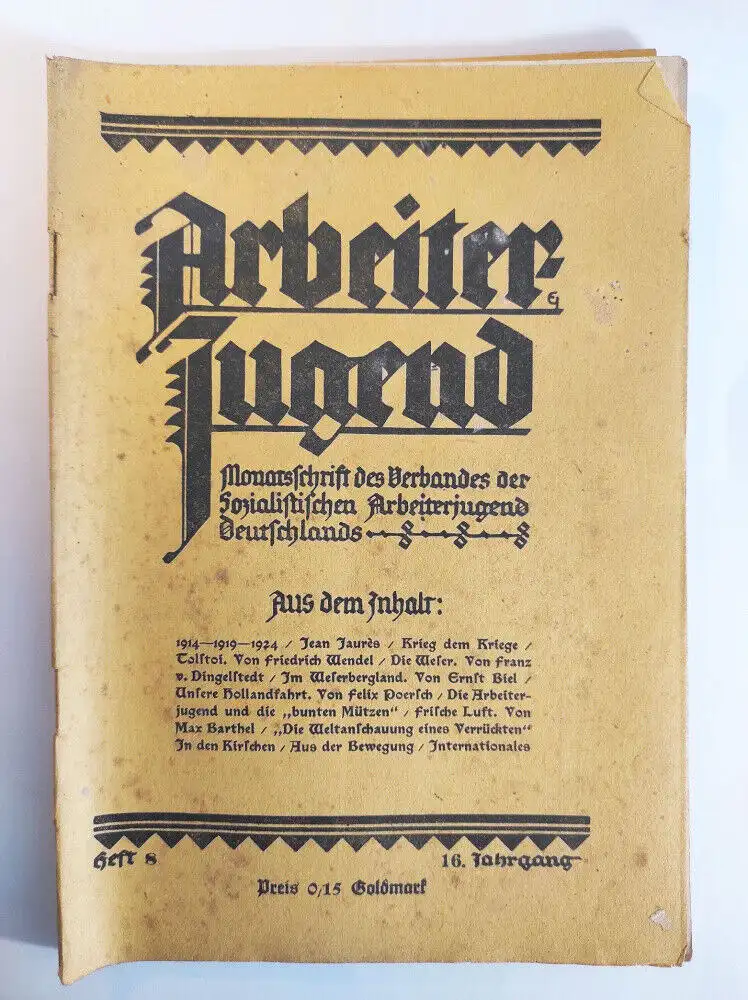 Arbeiter-
Jugend
Monatsschrift des Verbandes der
Sozialistischen Arbeiterjugend
Deutschlands
Aus dem Inhalt:
1914—1919—1924 / Jean Jaurès / Krieg dem Kriege /
Tolstoi. Von Friedrich Wendel / Die Weser. Von Franz
v. Dingelstedt / Im Weserbergland. Von Ernst Biel /
Unsere Hollandfahrt. Von Felix Poersch / Die Arbeiter-
jugend und die „bunten Mützen“ / Frische Luft. Von
Max Barthel / „Die Weltanschauung eines Verrückten“
In den Kirschen / Aus der Bewegung / Internationales
Heft 8
16. Jahrgang
Preis 0,15 Goldmark